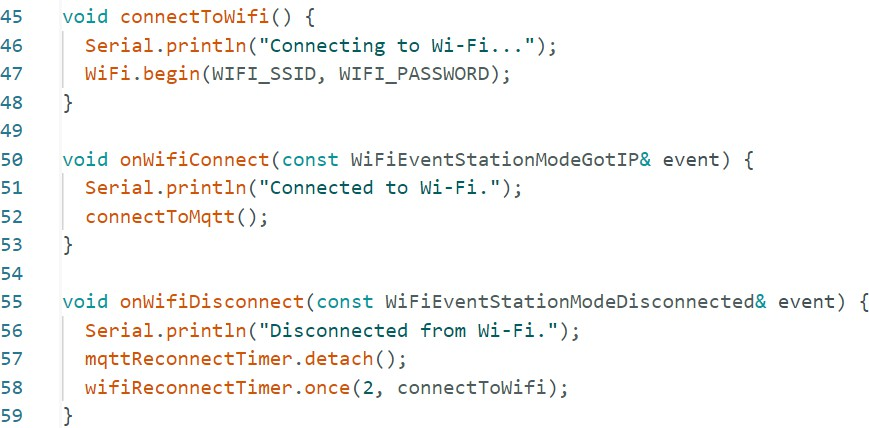 45 void connectToWifi() {
46 Serial.println("Connecting to Wi-Fi...");
47 WiFi.begin(WIFI_SSID, WIFI_PASSWORD);
48 }
49
50 void onWifiConnect(const WiFiEventStationModeGotIP& event) {
51 Serial.println("Connected to Wi-Fi.");
52 connectToMqtt();
53 }
54
55 void onWifiDisconnect(const WiFiEventStationModeDisconnected& event) {
56 Serial.println("Disconnected from Wi-Fi.");
57 mqttReconnectTimer.detach();
58 wifiReconnectTimer.once(2, connectToWifi);
59 }